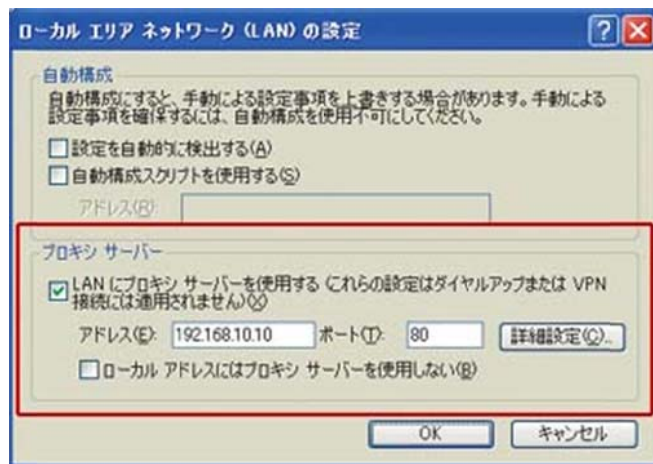 ローカル エリア ネットワーク (LAN) の設定
自動構成
自動構成にすると、手動による設定事項を上書きする場合があります。手動による
設定事項を確保するには、自動構成を使用不可にしてください。
設定を自動的に検出する(A)
自動構成スクリプトを使用する(S)
アドレス(R):
プロキシ サーバー
LAN にプロキシ サーバーを使用する (これらの設定はダイヤルアップまたは VPN
接続には適用されません)(X)
アドレス(E): 192.168.10.10 ポート(T): 80 詳細設定(C)...
ローカル アドレスにはプロキシ サーバーを使用しない(B)
OK キャンセル